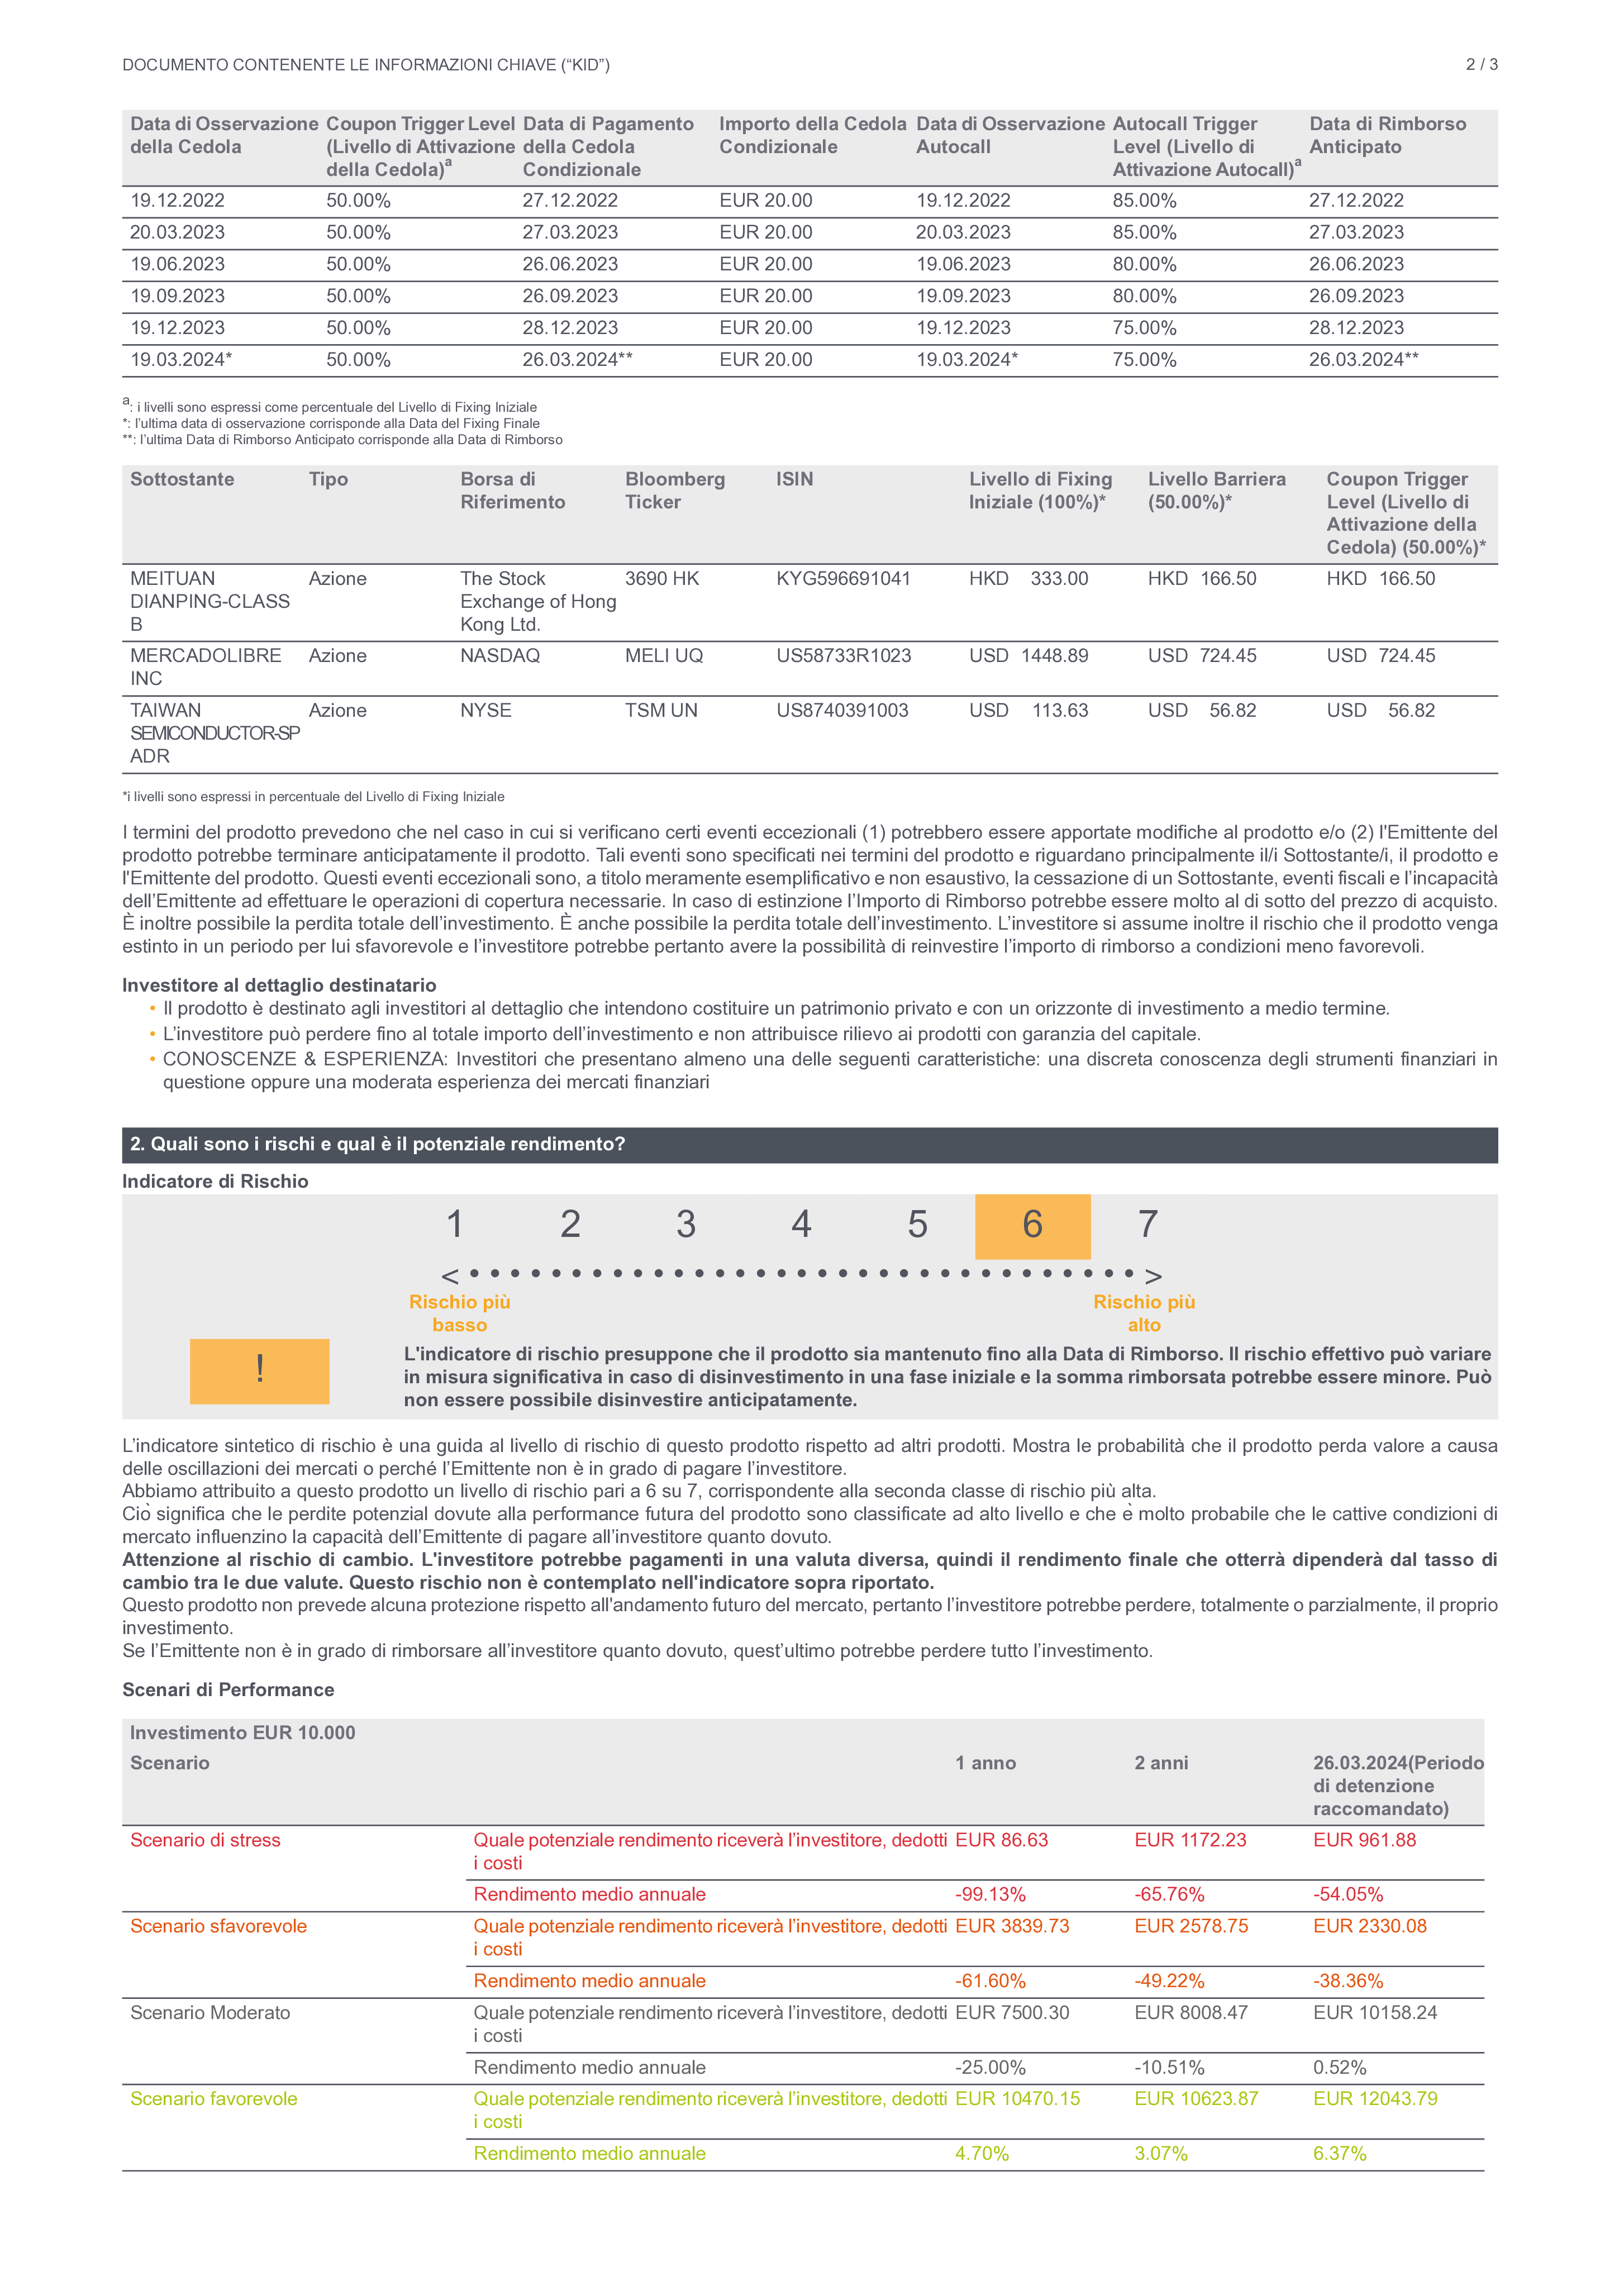 DOCUMENTO CONTENENTE LE INFORMAZIONI CHIAVE (“KID”) 2 / 3
Data di Osservazione Coupon Trigger Level Data di Pagamento Importo della Cedola Data di Osservazione Autocall Trigger Data di Rimborso
della Cedola (Livello di Attivazione della Cedola Condizionale Autocall Level (Livello di Anticipato
della Cedola)a Condizionale Attivazione Autocall)a
19.12.2022 50.00% 27.12.2022 EUR 20.00 19.12.2022 85.00% 27.12.2022
20.03.2023 50.00% 27.03.2023 EUR 20.00 20.03.2023 85.00% 27.03.2023
19.06.2023 50.00% 26.06.2023 EUR 20.00 19.06.2023 80.00% 26.06.2023
19.09.2023 50.00% 26.09.2023 EUR 20.00 19.09.2023 80.00% 26.09.2023
19.12.2023 50.00% 28.12.2023 EUR 20.00 19.12.2023 75.00% 28.12.2023
19.03.2024* 50.00% 26.03.2024** EUR 20.00 19.03.2024* 75.00% 26.03.2024**
a: i livelli sono espressi come percentuale del Livello di Fixing Iniziale
*: l’ultima data di osservazione corrisponde alla Data del Fixing Finale
**: l’ultima Data di Rimborso Anticipato corrisponde alla Data di Rimborso
Sottostante Tipo Borsa di Bloomberg ISIN Livello di Fixing Livello Barriera Coupon Trigger
Riferimento Ticker Iniziale (100%)* (50.00%)* Level (Livello di
Attivazione della
Cedola) (50.00%)*
MEITUAN Azione The Stock 3690 HK KYG596691041 HKD 333.00 HKD 166.50 HKD 166.50
DIANPING-CLASS Exchange of Hong
B Kong Ltd.
MERCADOLIBRE Azione NASDAQ MELI UQ US58733R1023 USD 1448.89 USD 724.45 USD 724.45
INC
TAIWAN Azione NYSE TSM UN US8740391003 USD 113.63 USD 56.82 USD 56.82
SEMICONDUCTOR-SP
ADR
*i livelli sono espressi in percentuale del Livello di Fixing Iniziale
I termini del prodotto prevedono che nel caso in cui si verificano certi eventi eccezionali (1) potrebbero essere apportate modifiche al prodotto e/o (2) l'Emittente del
prodotto potrebbe terminare anticipatamente il prodotto. Tali eventi sono specificati nei termini del prodotto e riguardano principalmente il/i Sottostante/i, il prodotto e
l'Emittente del prodotto. Questi eventi eccezionali sono, a titolo meramente esemplificativo e non esaustivo, la cessazione di un Sottostante, eventi fiscali e l’incapacità
dell’Emittente ad effettuare le operazioni di copertura necessarie. In caso di estinzione l’Importo di Rimborso potrebbe essere molto al di sotto del prezzo di acquisto.
È inoltre possibile la perdita totale dell’investimento. È anche possibile la perdita totale dell’investimento. L’investitore si assume inoltre il rischio che il prodotto venga
estinto in un periodo per lui sfavorevole e l’investitore potrebbe pertanto avere la possibilità di reinvestire l’importo di rimborso a condizioni meno favorevoli.
Investitore al dettaglio destinatario
• Il prodotto è destinato agli investitori al dettaglio che intendono costituire un patrimonio privato e con un orizzonte di investimento a medio termine.
• L’investitore può perdere fino al totale importo dell’investimento e non attribuisce rilievo ai prodotti con garanzia del capitale.
• CONOSCENZE & ESPERIENZA: Investitori che presentano almeno una delle seguenti caratteristiche: una discreta conoscenza degli strumenti finanziari in
questione oppure una moderata esperienza dei mercati finanziari
2. Quali sono i rischi e qual è il potenziale rendimento?
Indicatore di Rischio
1 2 3 4 5 6 7
< >
Rischio più Rischio più
basso alto
! L'indicatore di rischio presuppone che il prodotto sia mantenuto fino alla Data di Rimborso. Il rischio effettivo può variare
in misura significativa in caso di disinvestimento in una fase iniziale e la somma rimborsata potrebbe essere minore. Può
non essere possibile disinvestire anticipatamente.
L’indicatore sintetico di rischio è una guida al livello di rischio di questo prodotto rispetto ad altri prodotti. Mostra le probabilità che il prodotto perda valore a causa
delle oscillazioni dei mercati o perché l’Emittente non è in grado di pagare l’investitore.
Abbiamo attribuito a questo prodotto un livello di rischio pari a 6 su 7, corrispondente alla seconda classe di rischio più alta.
Ciò significa che le perdite potenzial dovute alla performance futura del prodotto sono classificate ad alto livello e che è molto probabile che le cattive condizioni di
mercato influenzino la capacità dell’Emittente di pagare all’investitore quanto dovuto.
Attenzione al rischio di cambio. L'investitore potrebbe pagamenti in una valuta diversa, quindi il rendimento finale che otterrà dipenderà dal tasso di
cambio tra le due valute. Questo rischio non è contemplato nell'indicatore sopra riportato.
Questo prodotto non prevede alcuna protezione rispetto all'andamento futuro del mercato, pertanto l’investitore potrebbe perdere, totalmente o parzialmente, il proprio
investimento.
Se l’Emittente non è in grado di rimborsare all’investitore quanto dovuto, quest’ultimo potrebbe perdere tutto l’investimento.
Scenari di Performance
Investimento EUR 10.000
Scenario 1 anno 2 anni 26.03.2024(Periodo
di detenzione
raccomandato)
Scenario di stress Quale potenziale rendimento riceverà l’investitore, dedotti EUR 86.63 EUR 1172.23 EUR 961.88
i costi
Rendimento medio annuale -99.13% -65.76% -54.05%
Scenario sfavorevole Quale potenziale rendimento riceverà l’investitore, dedotti EUR 3839.73 EUR 2578.75 EUR 2330.08
i costi
Rendimento medio annuale -61.60% -49.22% -38.36%
Scenario Moderato Quale potenziale rendimento riceverà l’investitore, dedotti EUR 7500.30 EUR 8008.47 EUR 10158.24
i costi
Rendimento medio annuale -25.00% -10.51% 0.52%
Scenario favorevole Quale potenziale rendimento riceverà l’investitore, dedotti EUR 10470.15 EUR 10623.87 EUR 12043.79
i costi
Rendimento medio annuale 4.70% 3.07% 6.37%